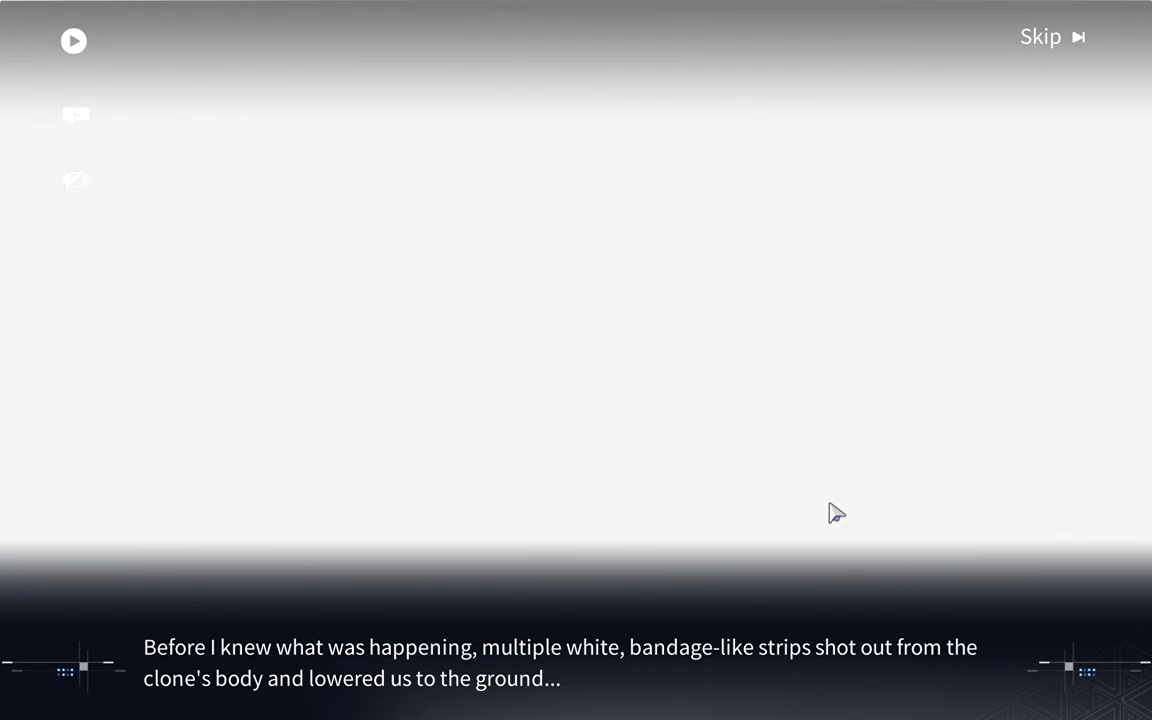 Skip
Before I knew what was happening, multiple white, bandage-like strips shot out from the
clone's body and lowered us to the ground...